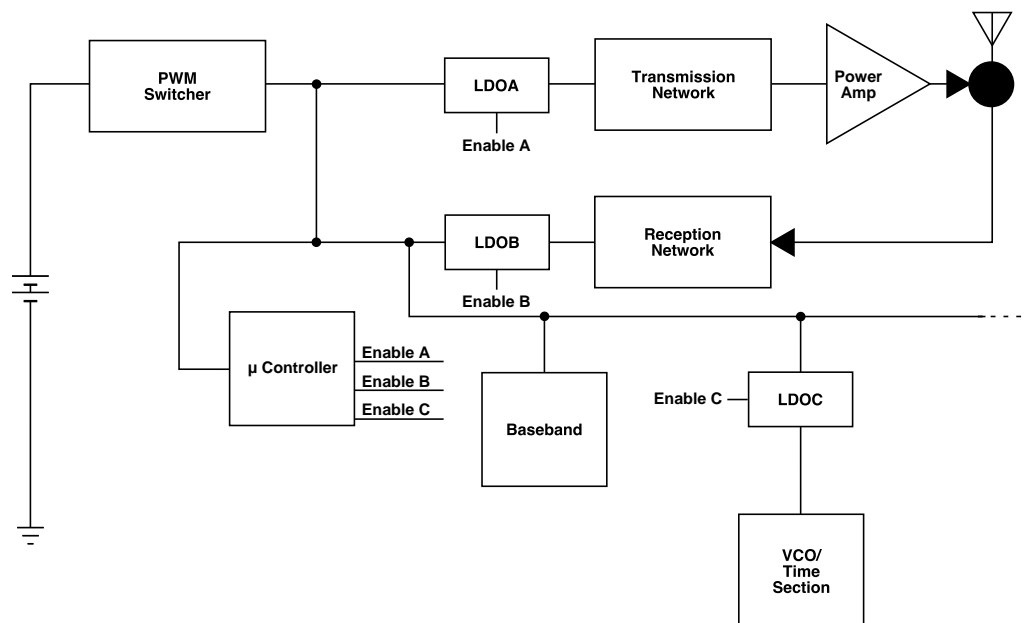 PWM
Switcher
LDOA
Enable A
Transmission
Network
Power
Amp
LDOB
Enable B
Reception
Network
µ Controller
Enable A
Enable B
Enable C
Baseband
Enable C
LDOC
VCO/
Time
Section